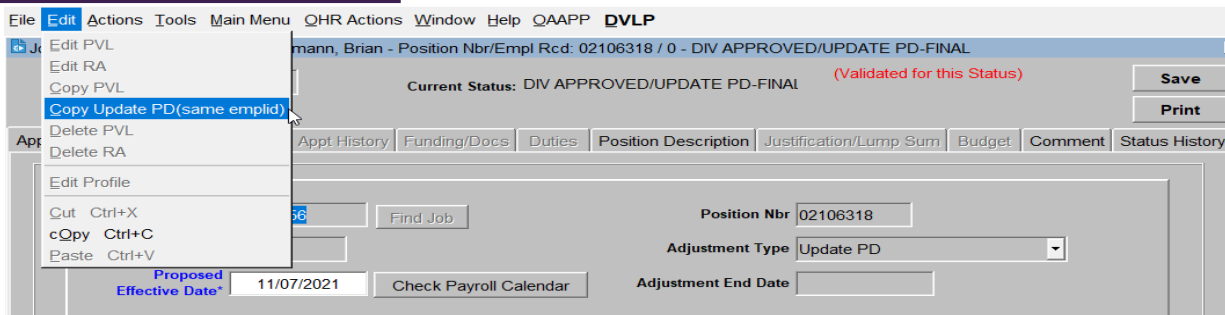 File Edit Actions Tools Main Menu OHR Actions Window Help OAAPP DVLP
mann, Brian - Position Nbr/Empl Rcd: 02106318 / 0 - DIV APPROVED/UPDATE PD-FINAL
Edit PVL
Edit RA
Copy PVL
Copy Update PD(same emplid)
Delete PVL
Delete RA
Edit Profile
Cut Ctrl+X
cOpy Ctrl+C
Paste Ctrl+V
Current Status: DIV APPROVED/UPDATE PD-FINAL
(Validated for this Status)
Save
Print
Appt History Funding/Docs Duties Position Description Justification/Lump Sum Budget Comment Status History
56 Find Job Position Nbr 02106318
Adjustment Type Update PD
Proposed
Effective Date* 11/07/2021 Check Payroll Calendar Adjustment End Date